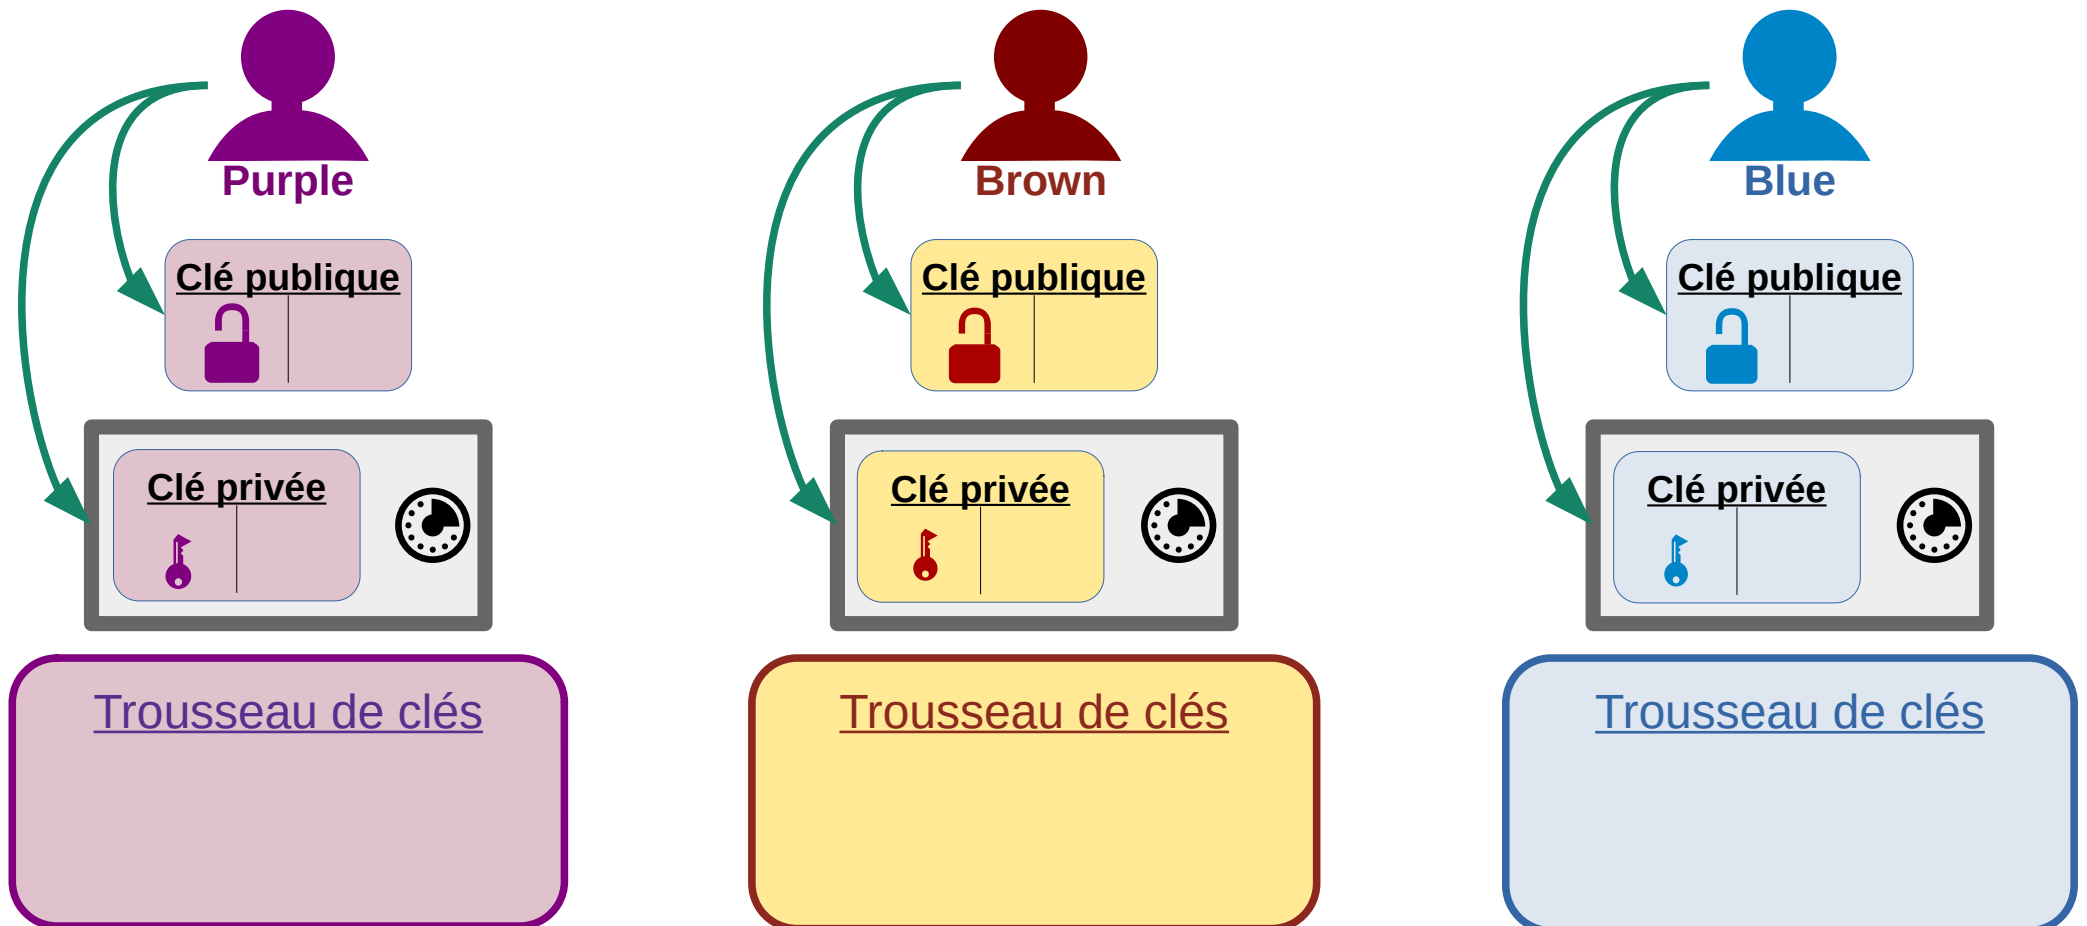 Purple
Brown
Blue
Clé publique
Clé publique
Clé publique
Clé privée
Clé privée
Clé privée
Trousseau de clés
Trousseau de clés
Trousseau de clés